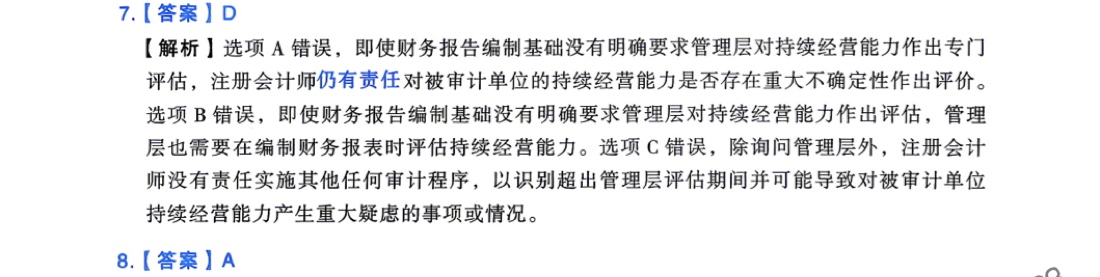 7.【答案】D
【解析】选项 A 错误，即使财务报告编制基础没有明确要求管理层对持续经营能力作出专门
评估，注册会计师仍有责任对被审计单位的持续经营能力是否存在重大不确定性作出评价。
选项 B 错误，即使财务报告编制基础没有明确要求管理层对持续经营能力作出评估，管理
层也需要在编制财务报表时评估持续经营能力。选项 C 错误，除询问管理层外，注册会计
师没有责任实施其他任何审计程序，以识别超出管理层评估期间并可能导致对被审计单位
持续经营能力产生重大疑虑的事项或情况。
8.【答案】A